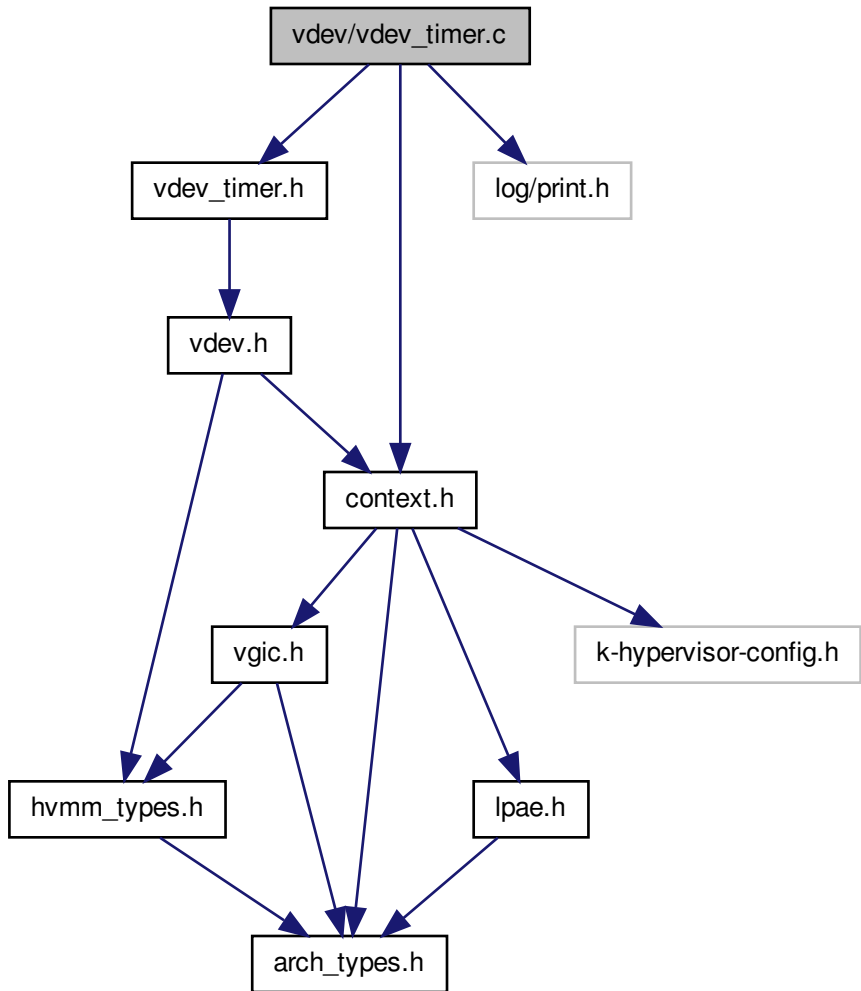 vdev/vdev_timer.c
vdev_timer.h
log/print.h
vdev.h
context.h
vgic.h
k-hypervisor-config.h
hvmm_types.h
lpae.h
arch_types.h